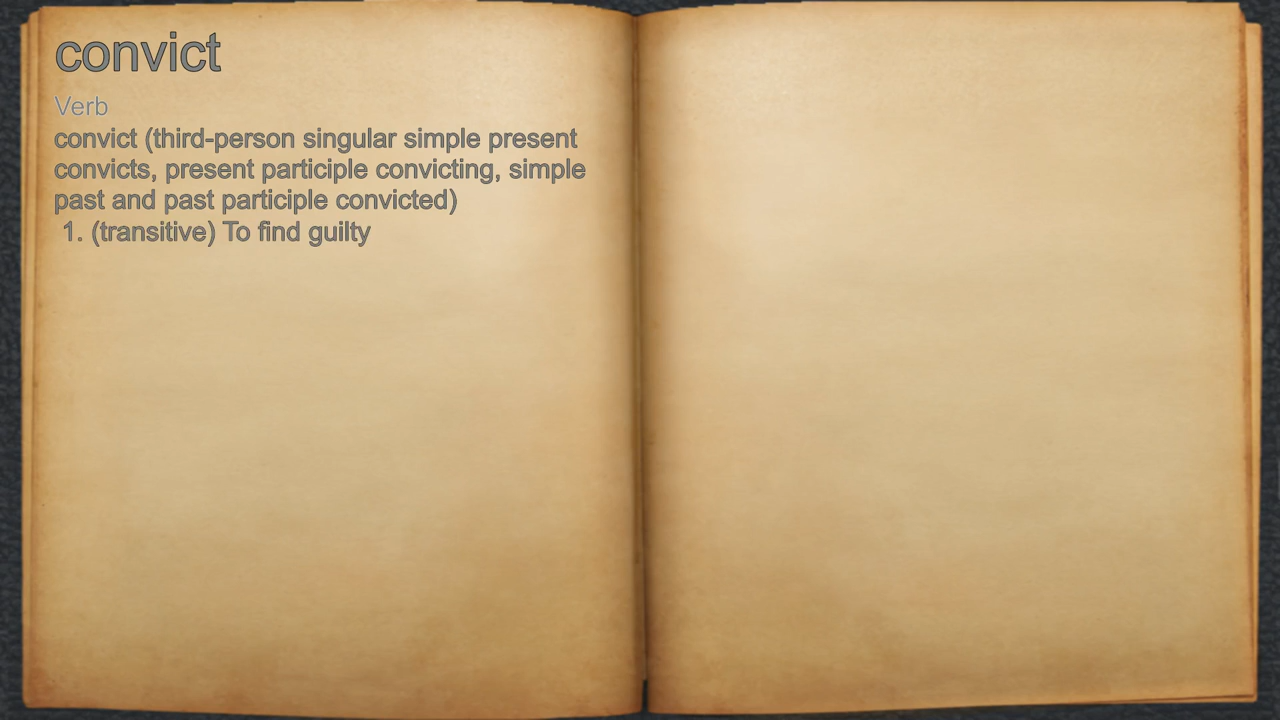 convict
Verb
convict (third-person singular simple present
convicts, present participle convicting, simple
past and past participle convicted)
1. (transitive) To find guilty